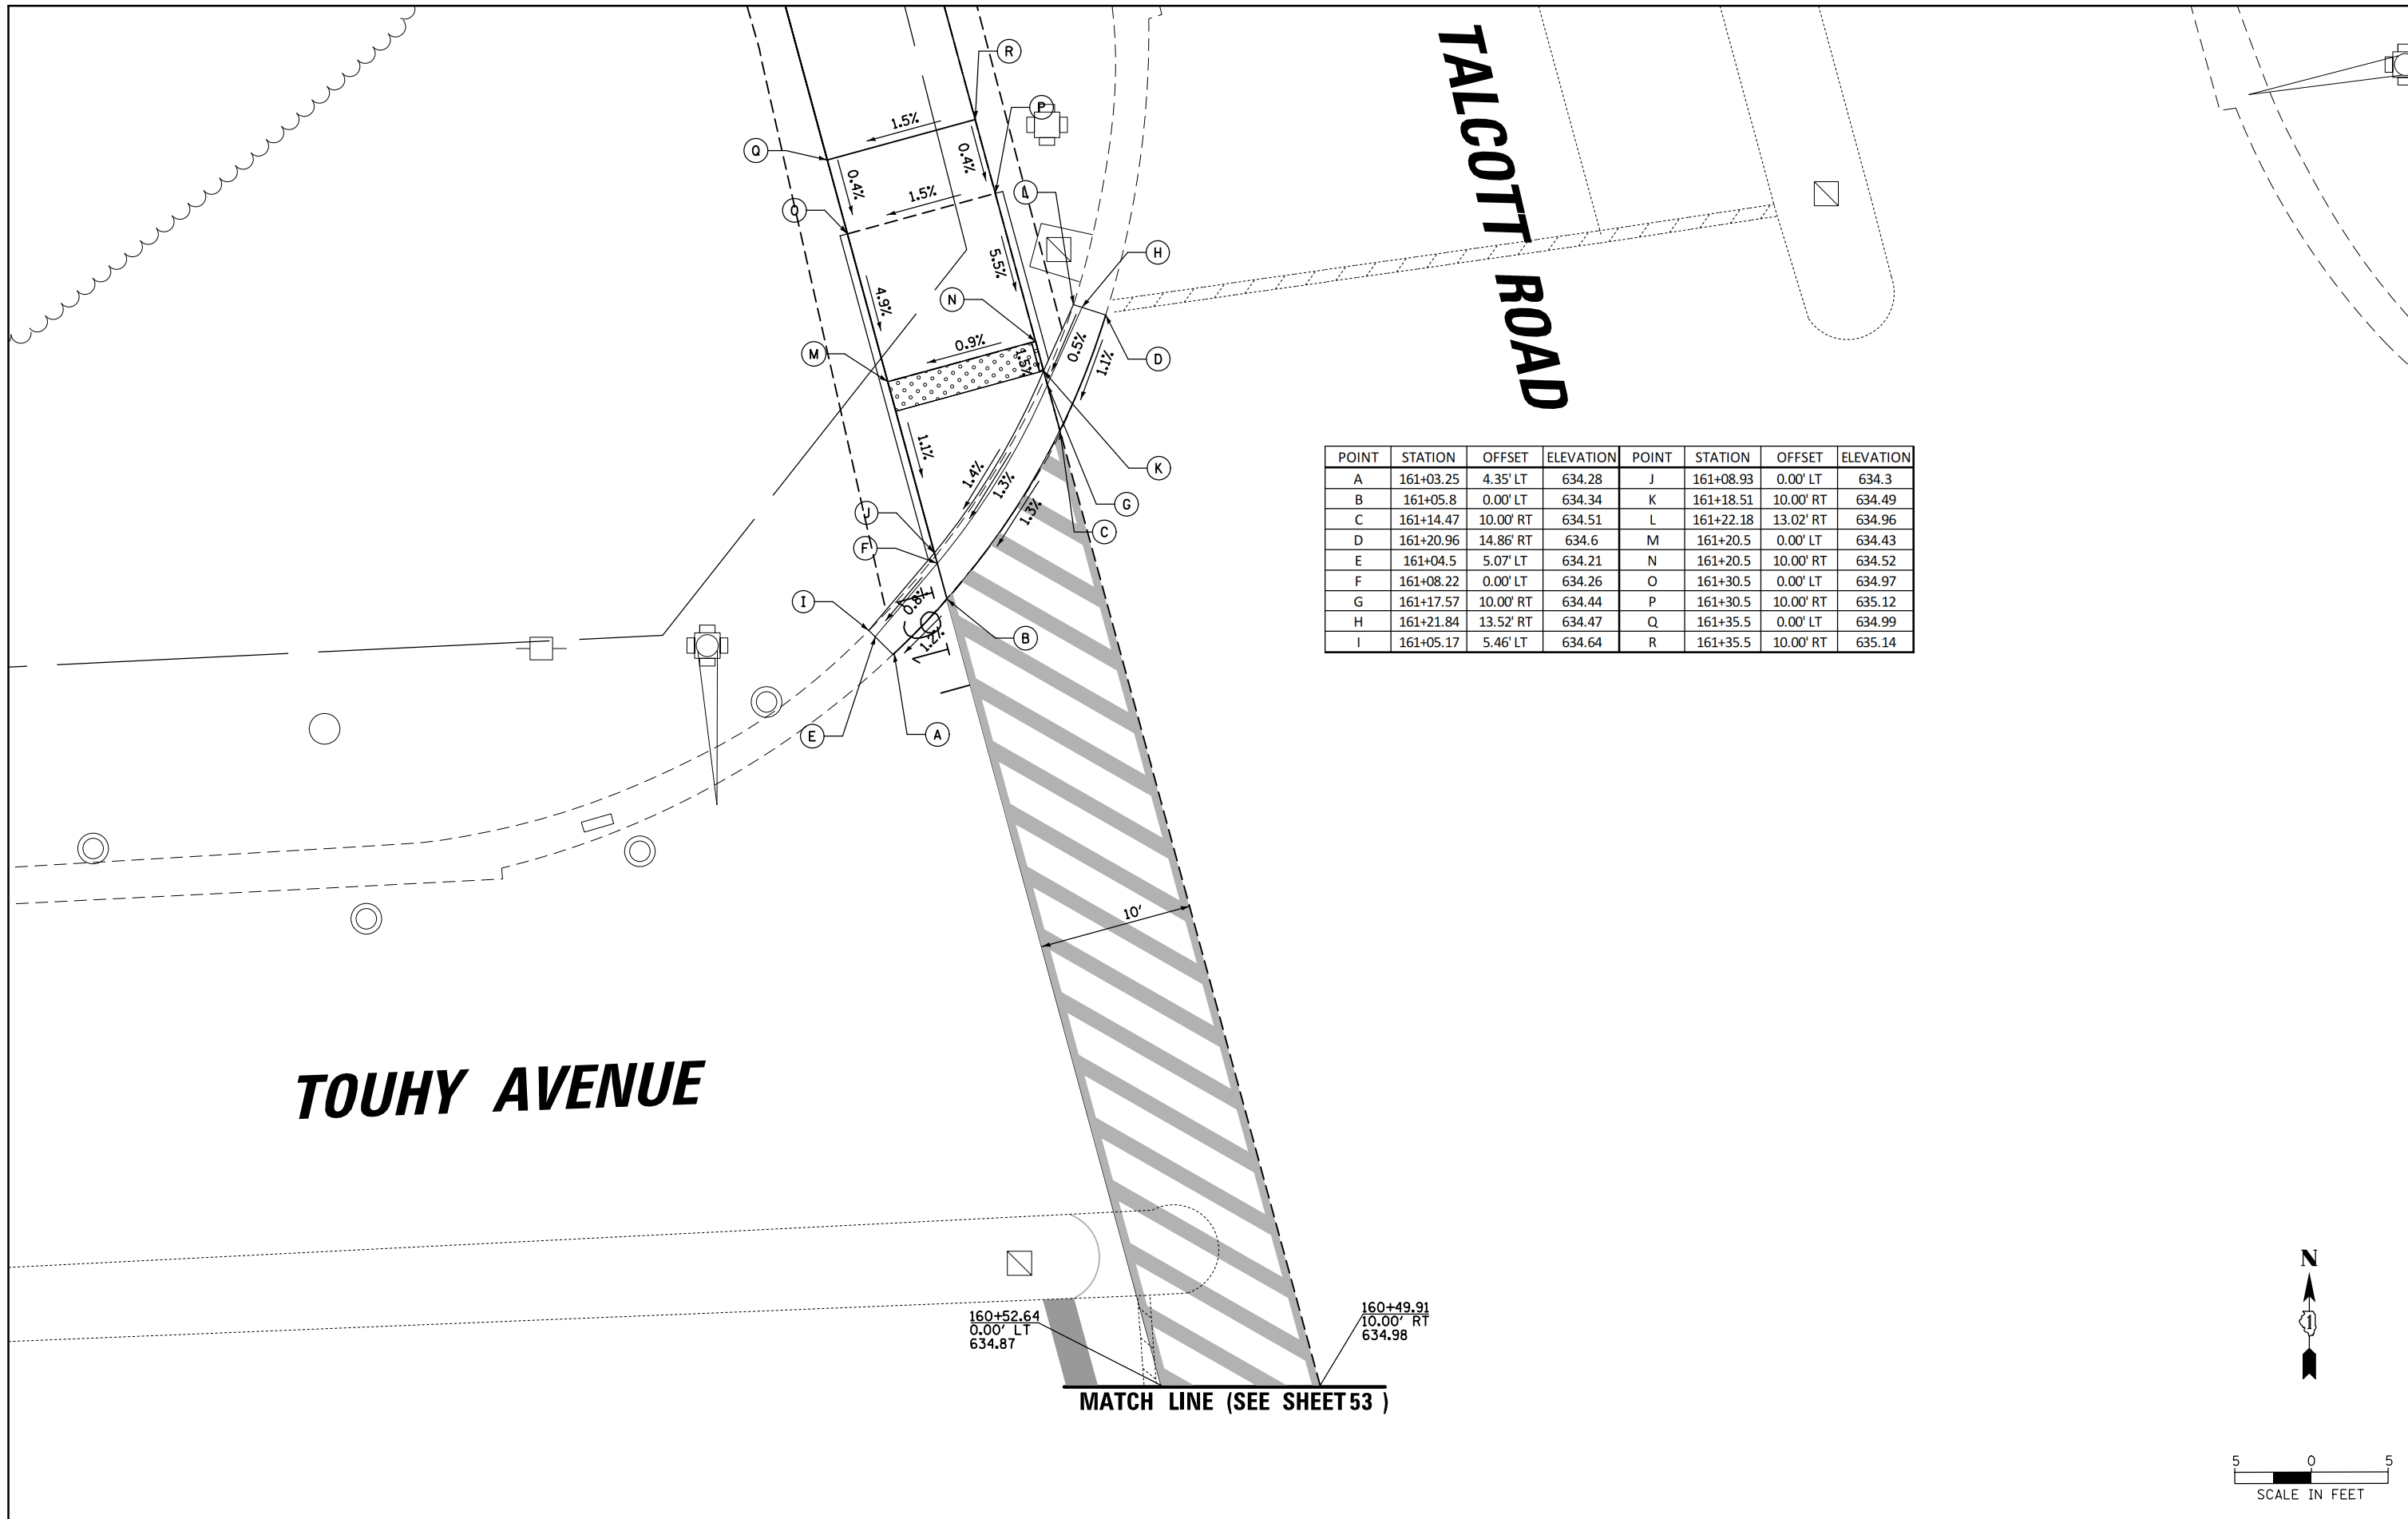 R
P
Q
1.5%
0.4%
0.4%
1.5%
L
O
TALCOTT ROAD
H
5.5%
4.9%
N
0.5%
1.1%
D
M
0.9%
1.5%
K
1.1%
1.4%
1.3%
1.3%
G
J
C
F
I
0.8%
1.2%
B
E
A
POINT STATION OFFSET ELEVATION POINT STATION OFFSET ELEVATION
A 161+03.25 4.35' LT 634.28 J 161+08.93 0.00' LT 634.3
B 161+05.8 0.00' LT 634.34 K 161+18.51 10.00' RT 634.49
C 161+14.47 10.00' RT 634.51 L 161+22.18 13.02' RT 634.96
D 161+20.96 14.86' RT 634.6 M 161+20.5 0.00' LT 634.43
E 161+04.5 5.07' LT 634.21 N 161+20.5 10.00' RT 634.52
F 161+08.22 0.00' LT 634.26 O 161+30.5 0.00' LT 634.97
G 161+17.57 10.00' RT 634.44 P 161+30.5 10.00' RT 635.12
H 161+21.84 13.52' RT 634.47 Q 161+35.5 0.00' LT 634.99
I 161+05.17 5.46' LT 634.64 R 161+35.5 10.00' RT 635.14
10'
TOUHY AVENUE
160+52.64
0.00' LT
634.87
160+49.91
10.00' RT
634.98
MATCH LINE (SEE SHEET 53 )
N
1
5 0 5
SCALE IN FEET